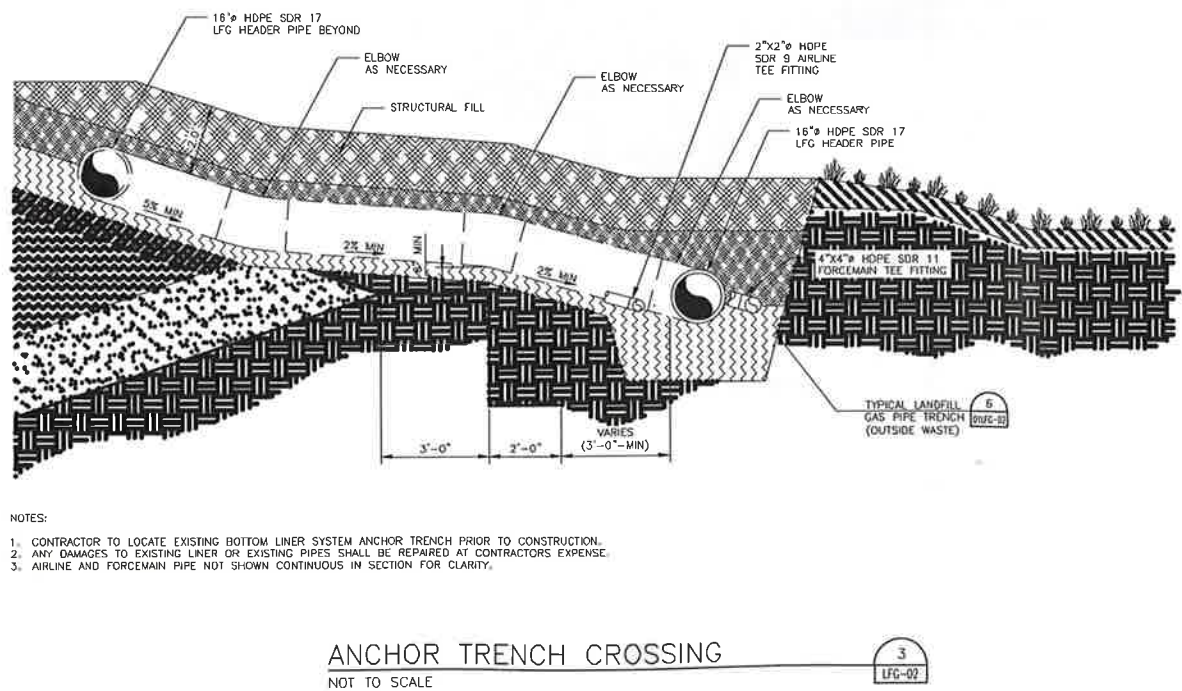 16"ø HDPE SDR 17
LFG HEADER PIPE BEYOND
ELBOW
AS NECESSARY
STRUCTURAL FILL
ELBOW
AS NECESSARY
2"X2"ø HDPE
SDR 9 AIRLINE
TEE FITTING
ELBOW
AS NECESSARY
16"ø HDPE SDR 17
LFG HEADER PIPE
2'-0"
5% MIN
2% MIN
MIN
2% MIN
4"X4"ø HDPE SDR 11
FORCEMAIN TEE FITTING
TYPICAL LANDFILL
GAS PIPE TRENCH
(OUTSIDE WASTE)
6
3'-0"
2'-0"
VARIES
(3'-0"-MIN)
NOTES:
1. CONTRACTOR TO LOCATE EXISTING BOTTOM LINER SYSTEM ANCHOR TRENCH PRIOR TO CONSTRUCTION.
2. ANY DAMAGES TO EXISTING LINER OR EXISTING PIPES SHALL BE REPAIRED AT CONTRACTORS EXPENSE.
3. AIRLINE AND FORCEMAIN PIPE NOT SHOWN CONTINUOUS IN SECTION FOR CLARITY.
ANCHOR TRENCH CROSSING
NOT TO SCALE
3
LFG-02